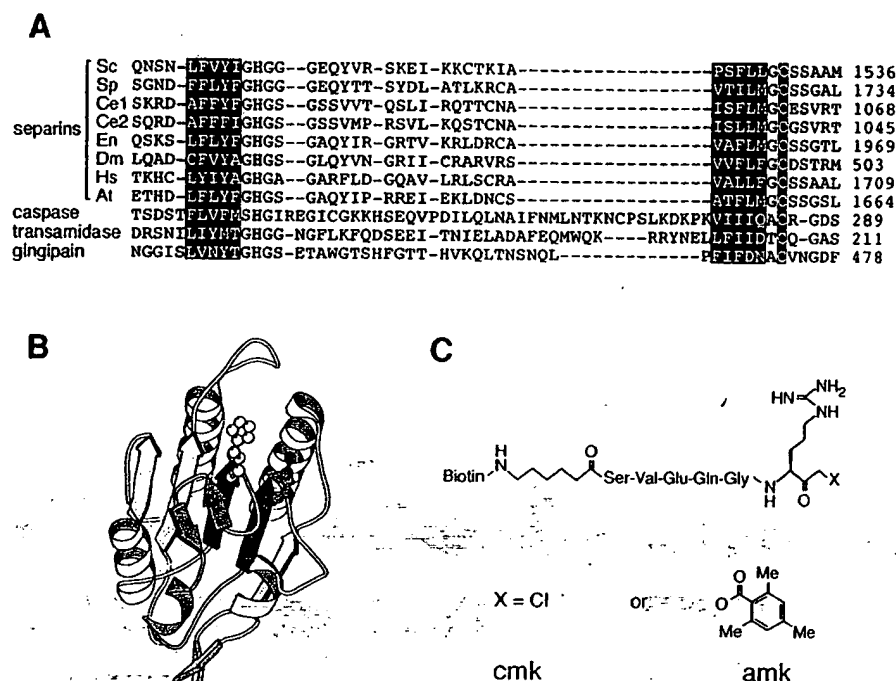 A
Sc QNSN-LFVYIGHGG--GEQYVR-SKEI-KKCTKIA--------------------PSFLLGCSSAAM 1536
Sp SGND-FFLYFGHGG--GEQYTT-SYDL-ATLKRCA--------------------VTILMGCSSGAL 1734
Ce1 SKRD-AFFYFGHGS--GSSVVT-QSLI-RQTTCNA--------------------ISFLMGCESVRT 1068
Ce2 SQRD-AFFFIGHGS--GSSVMP-RSVL-KQSTCNA--------------------ISLLMGCGSVRT 1045
separins
En QSKS-LFLYFGHGS--GAQYIR-GRTV-KRLDRCA--------------------VAFLMGCSSGTL 1969
Dm LQAD-CFVYAGHGS--GLQYVN-GRII-CRARVRS--------------------VVFLFGCDSTRM 503
Hs TKHC-LYIYAGHGA--GARFLD-GQAV-LRLSCRA--------------------VALLFGCSSAAL 1709
At ETHD-LFLYFGHGS--GAQYIP-RREI-EKLDNCS--------------------ATFLMGCSSGSL 1664
caspase TSDSTFLVFMSHGIREGICGKKHSEQVPDILQLNAIFNMLNTKNCPSLKDKPKVIIIQACR-GDS 289
transamidase DRSNILIYMTGHGG-NGFLKFQDSEEI-TNIELADAFEQMWQK-----RRYNELLFIIDTCQ-GAS 211
gingipain NGGISLVNYTGHGS-ETAWGTSHFGTT-HVKQLTNSNQL--------------PFIFDNACVNGDF 478
B
C
HN NH2
NH
H O
Biotin N Ser-Val-Glu-Gln-Gly N X
H O
X = Cl or O O Me
Me Me
cmk amk